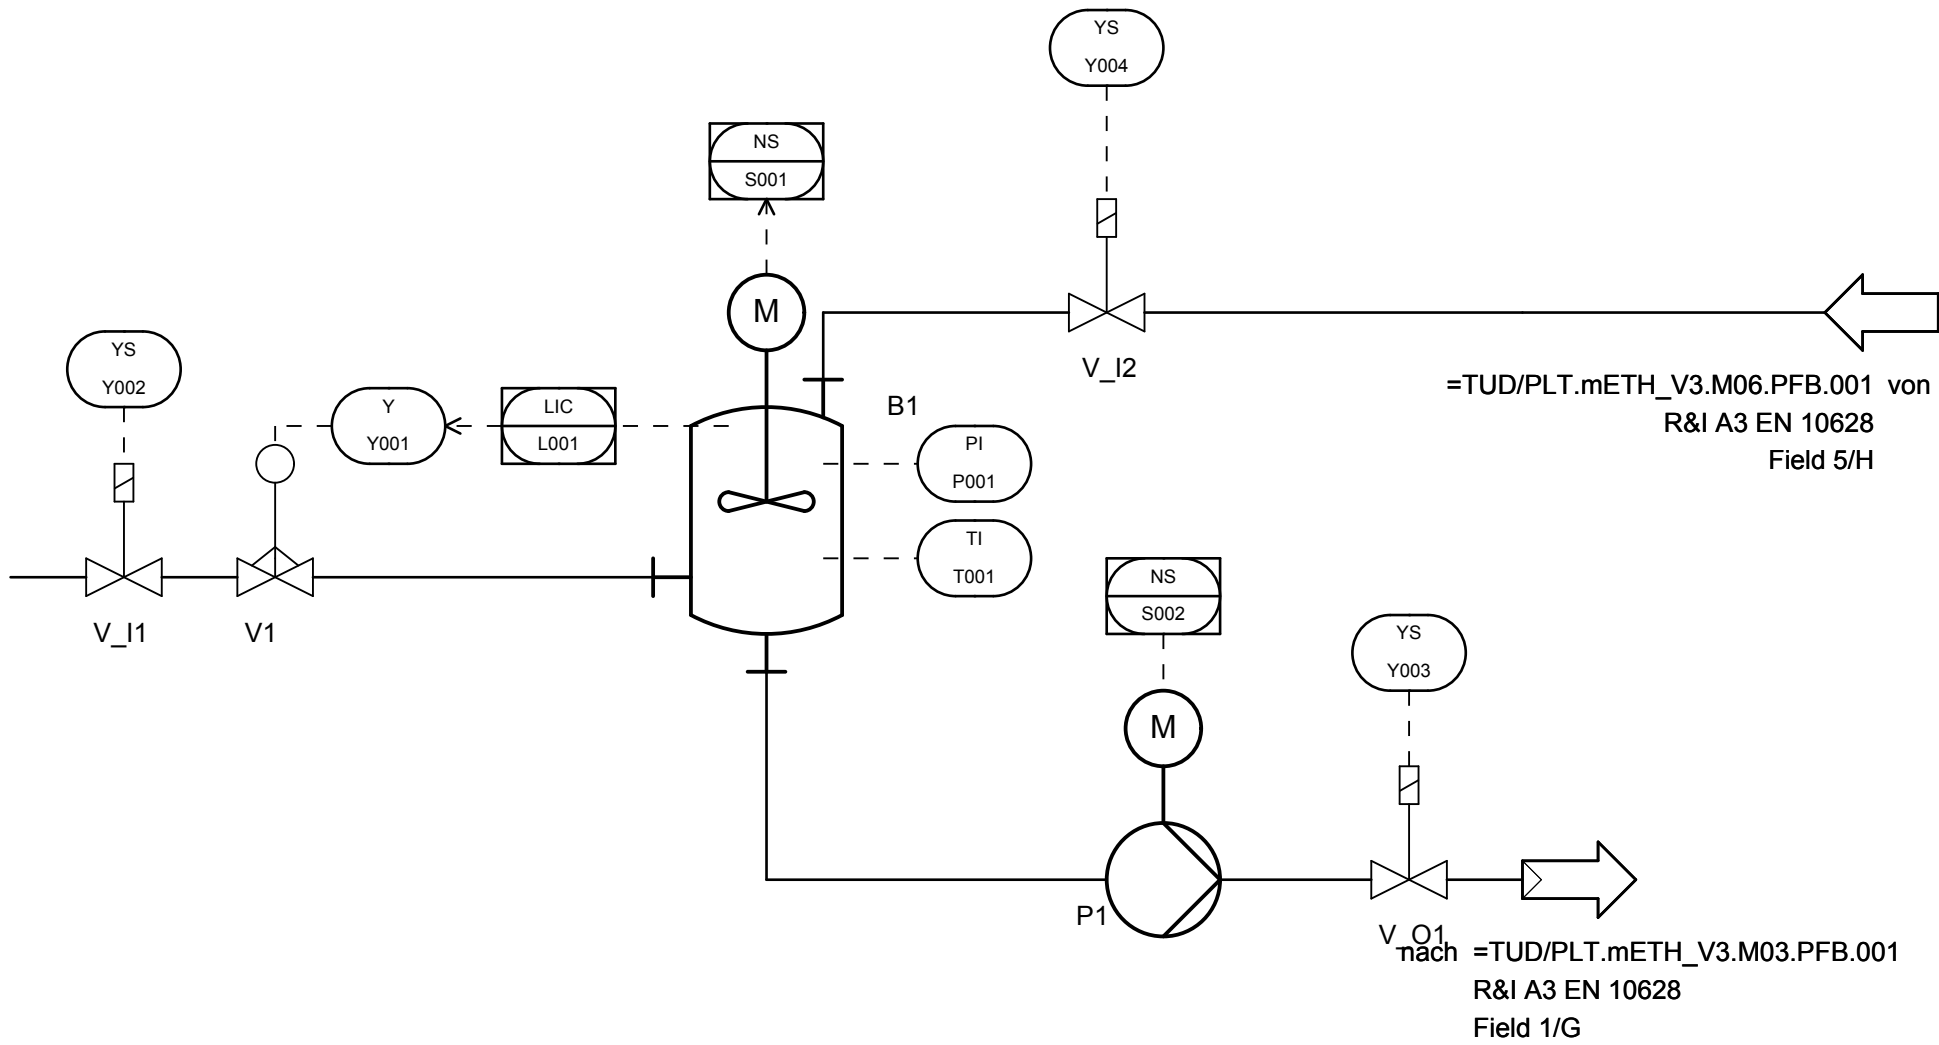 YS
Y004
NS
S001
M
V_I2
YS
Y002
Y
Y001
LIC
L001
B1
PI
P001
TI
T001
=TUD/PLT.mETH_V3.M06.PFB.001 von
R&I A3 EN 10628
Field 5/H
V_I1
V1
NS
S002
YS
Y003
M
P1
V_O1
nach =TUD/PLT.mETH_V3.M03.PFB.001
R&I A3 EN 10628
Field 1/G